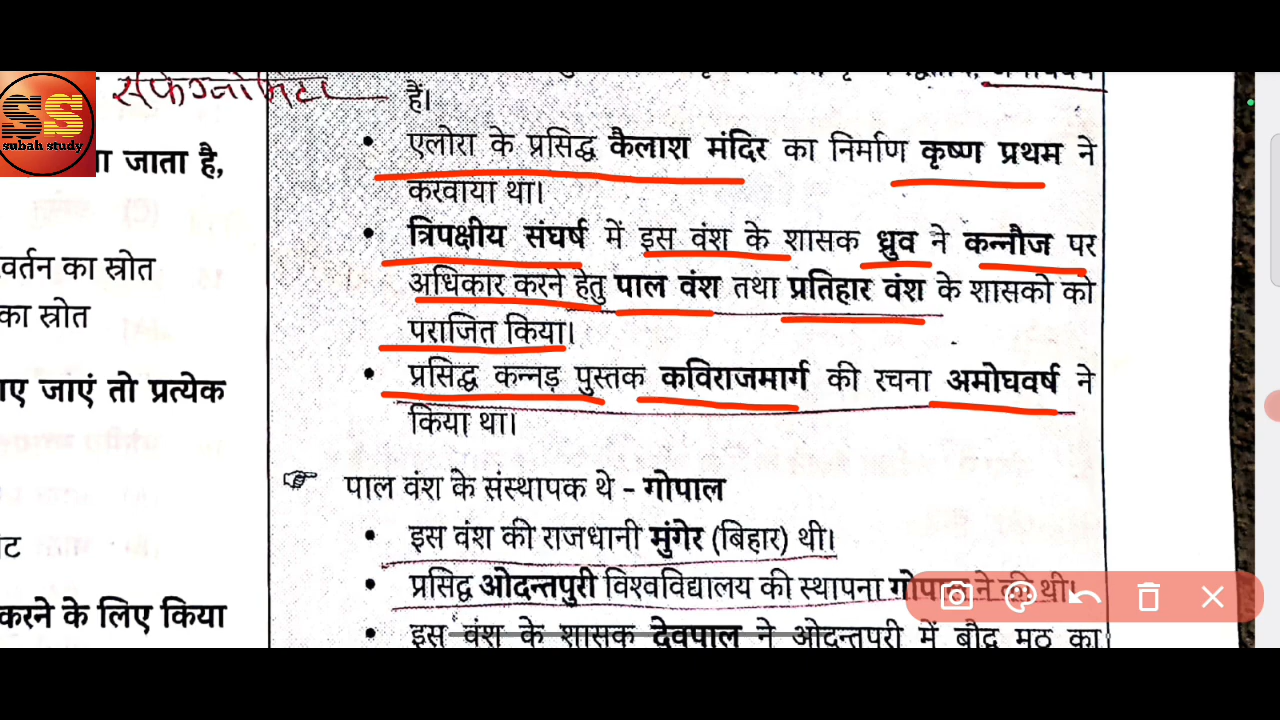 SS
subah study
ा जाता है,
वर्तन का स्रोत
का स्रोत
ाए जाएं तो प्रत्येक
ेट
करने के लिए किया
हैं।
• एलोरा के प्रसिद्ध कैलाश मंदिर का निर्माण कृष्ण प्रथम ने
करवाया था।
• त्रिपक्षीय संघर्ष में इस वंश के शासक ध्रुव ने कन्नौज पर
अधिकार करने हेतु पाल वंश तथा प्रतिहार वंश के शासको को
पराजित किया।
• प्रसिद्ध कन्नड़ पुस्तक कविराजमार्ग की रचना अमोघवर्ष ने
किया था।
☞ पाल वंश के संस्थापक थे - गोपाल
• इस वंश की राजधानी मुंगेर (बिहार) थी।
• प्रसिद्ध ओदन्तपुरी विश्वविद्यालय की स्थापना गोपाल ने की थी।
• इस वंश के शासक देवपाल ने ओदन्तपुरी में बौद्ध मठ का